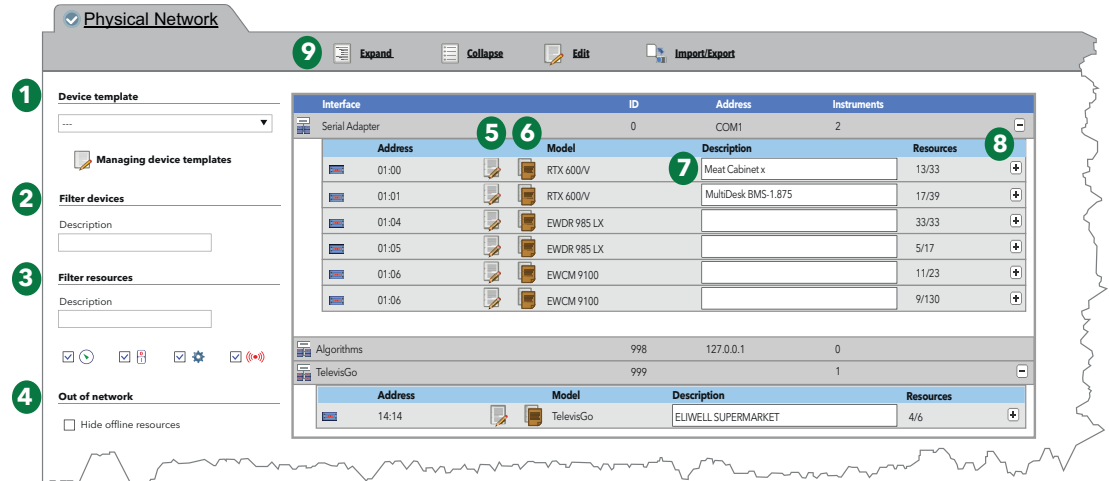 Physical Network
9 Expand Collapse Edit Import/Export
1 Device template
---
Managing device templates
2 Filter devices
Description
3 Filter resources
Description
4 Out of network
Hide offline resources
Interface ID Address Instruments
Serial Adapter 0 COM1 2
5 6 7 8
Address Model Description Resources
01:00 RTX 600/V Meat Cabinet x 13/33
01:01 RTX 600/V MultiDesk BMS-1.875 17/39
01:04 EWDR 985 LX 33/33
01:05 EWDR 985 LX 5/17
01:06 EWCM 9100 11/23
01:06 EWCM 9100 9/130
Algorithms 998 127.0.0.1 0
TelevisGo 999 1
Address Model Description Resources
14:14 TelevisGo ELIWELL SUPERMARKET 4/6